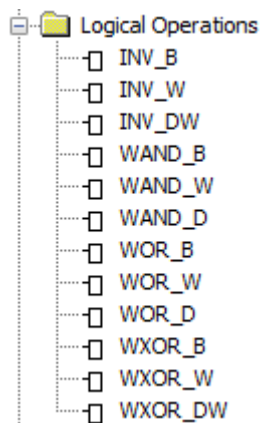 Logical Operations
INV_B
INV_W
INV_DW
WAND_B
WAND_W
WAND_D
WOR_B
WOR_W
WOR_D
WXOR_B
WXOR_W
WXOR_DW